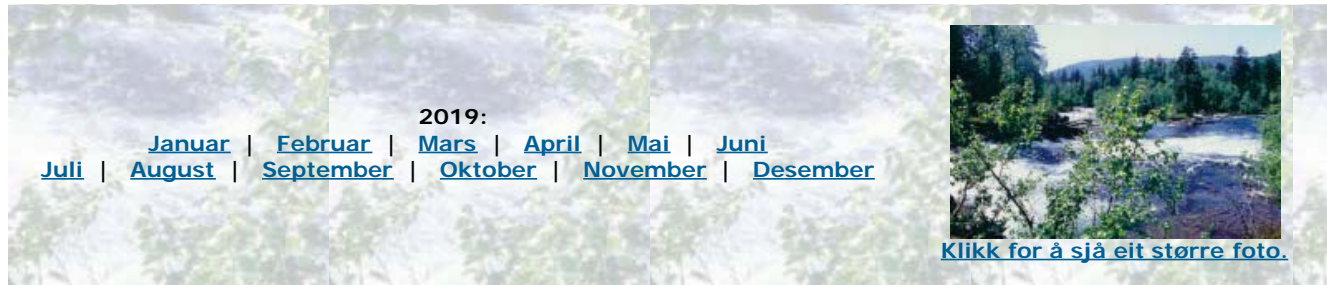 2019:
Januar | Februar | Mars | April | Mai | Juni
Juli | August | September | Oktober | November | Desember
Klikk for å sjå eit større foto.